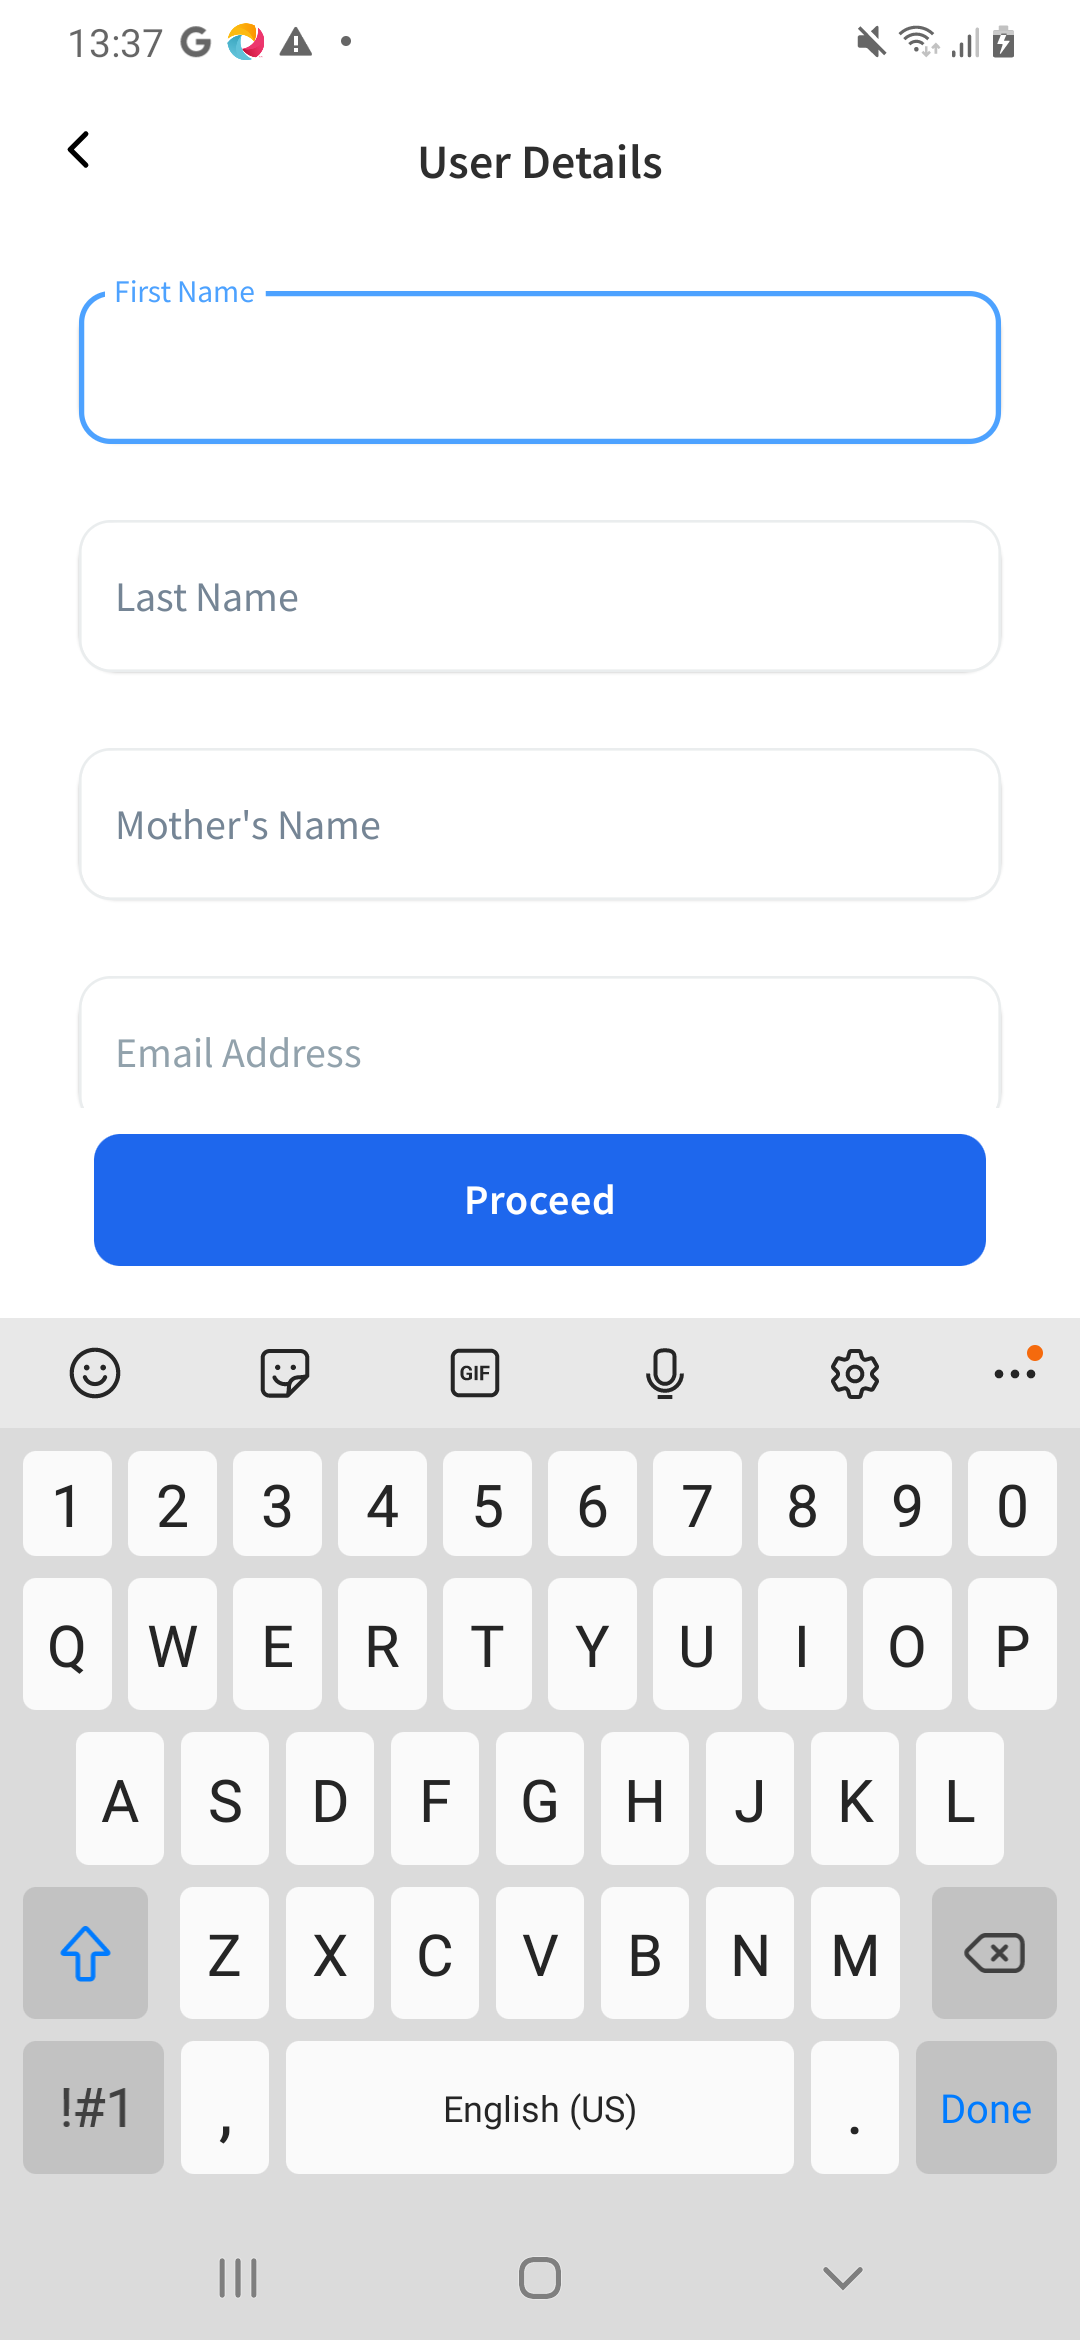 13:37
User Details
First Name
Last Name
Mother's Name
Email Address
Proceed
GIF
1 2 3 4 5 6 7 8 9 0
Q W E R T Y U I O P
A S D F G H J K L
Z X C V B N M
!#1 , English (US) . Done